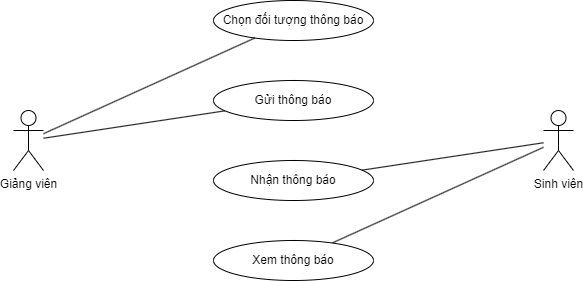 Chọn đối tượng thông báo
Gửi thông báo
Giảng viên
Nhận thông báo
Sinh viên
Xem thông báo